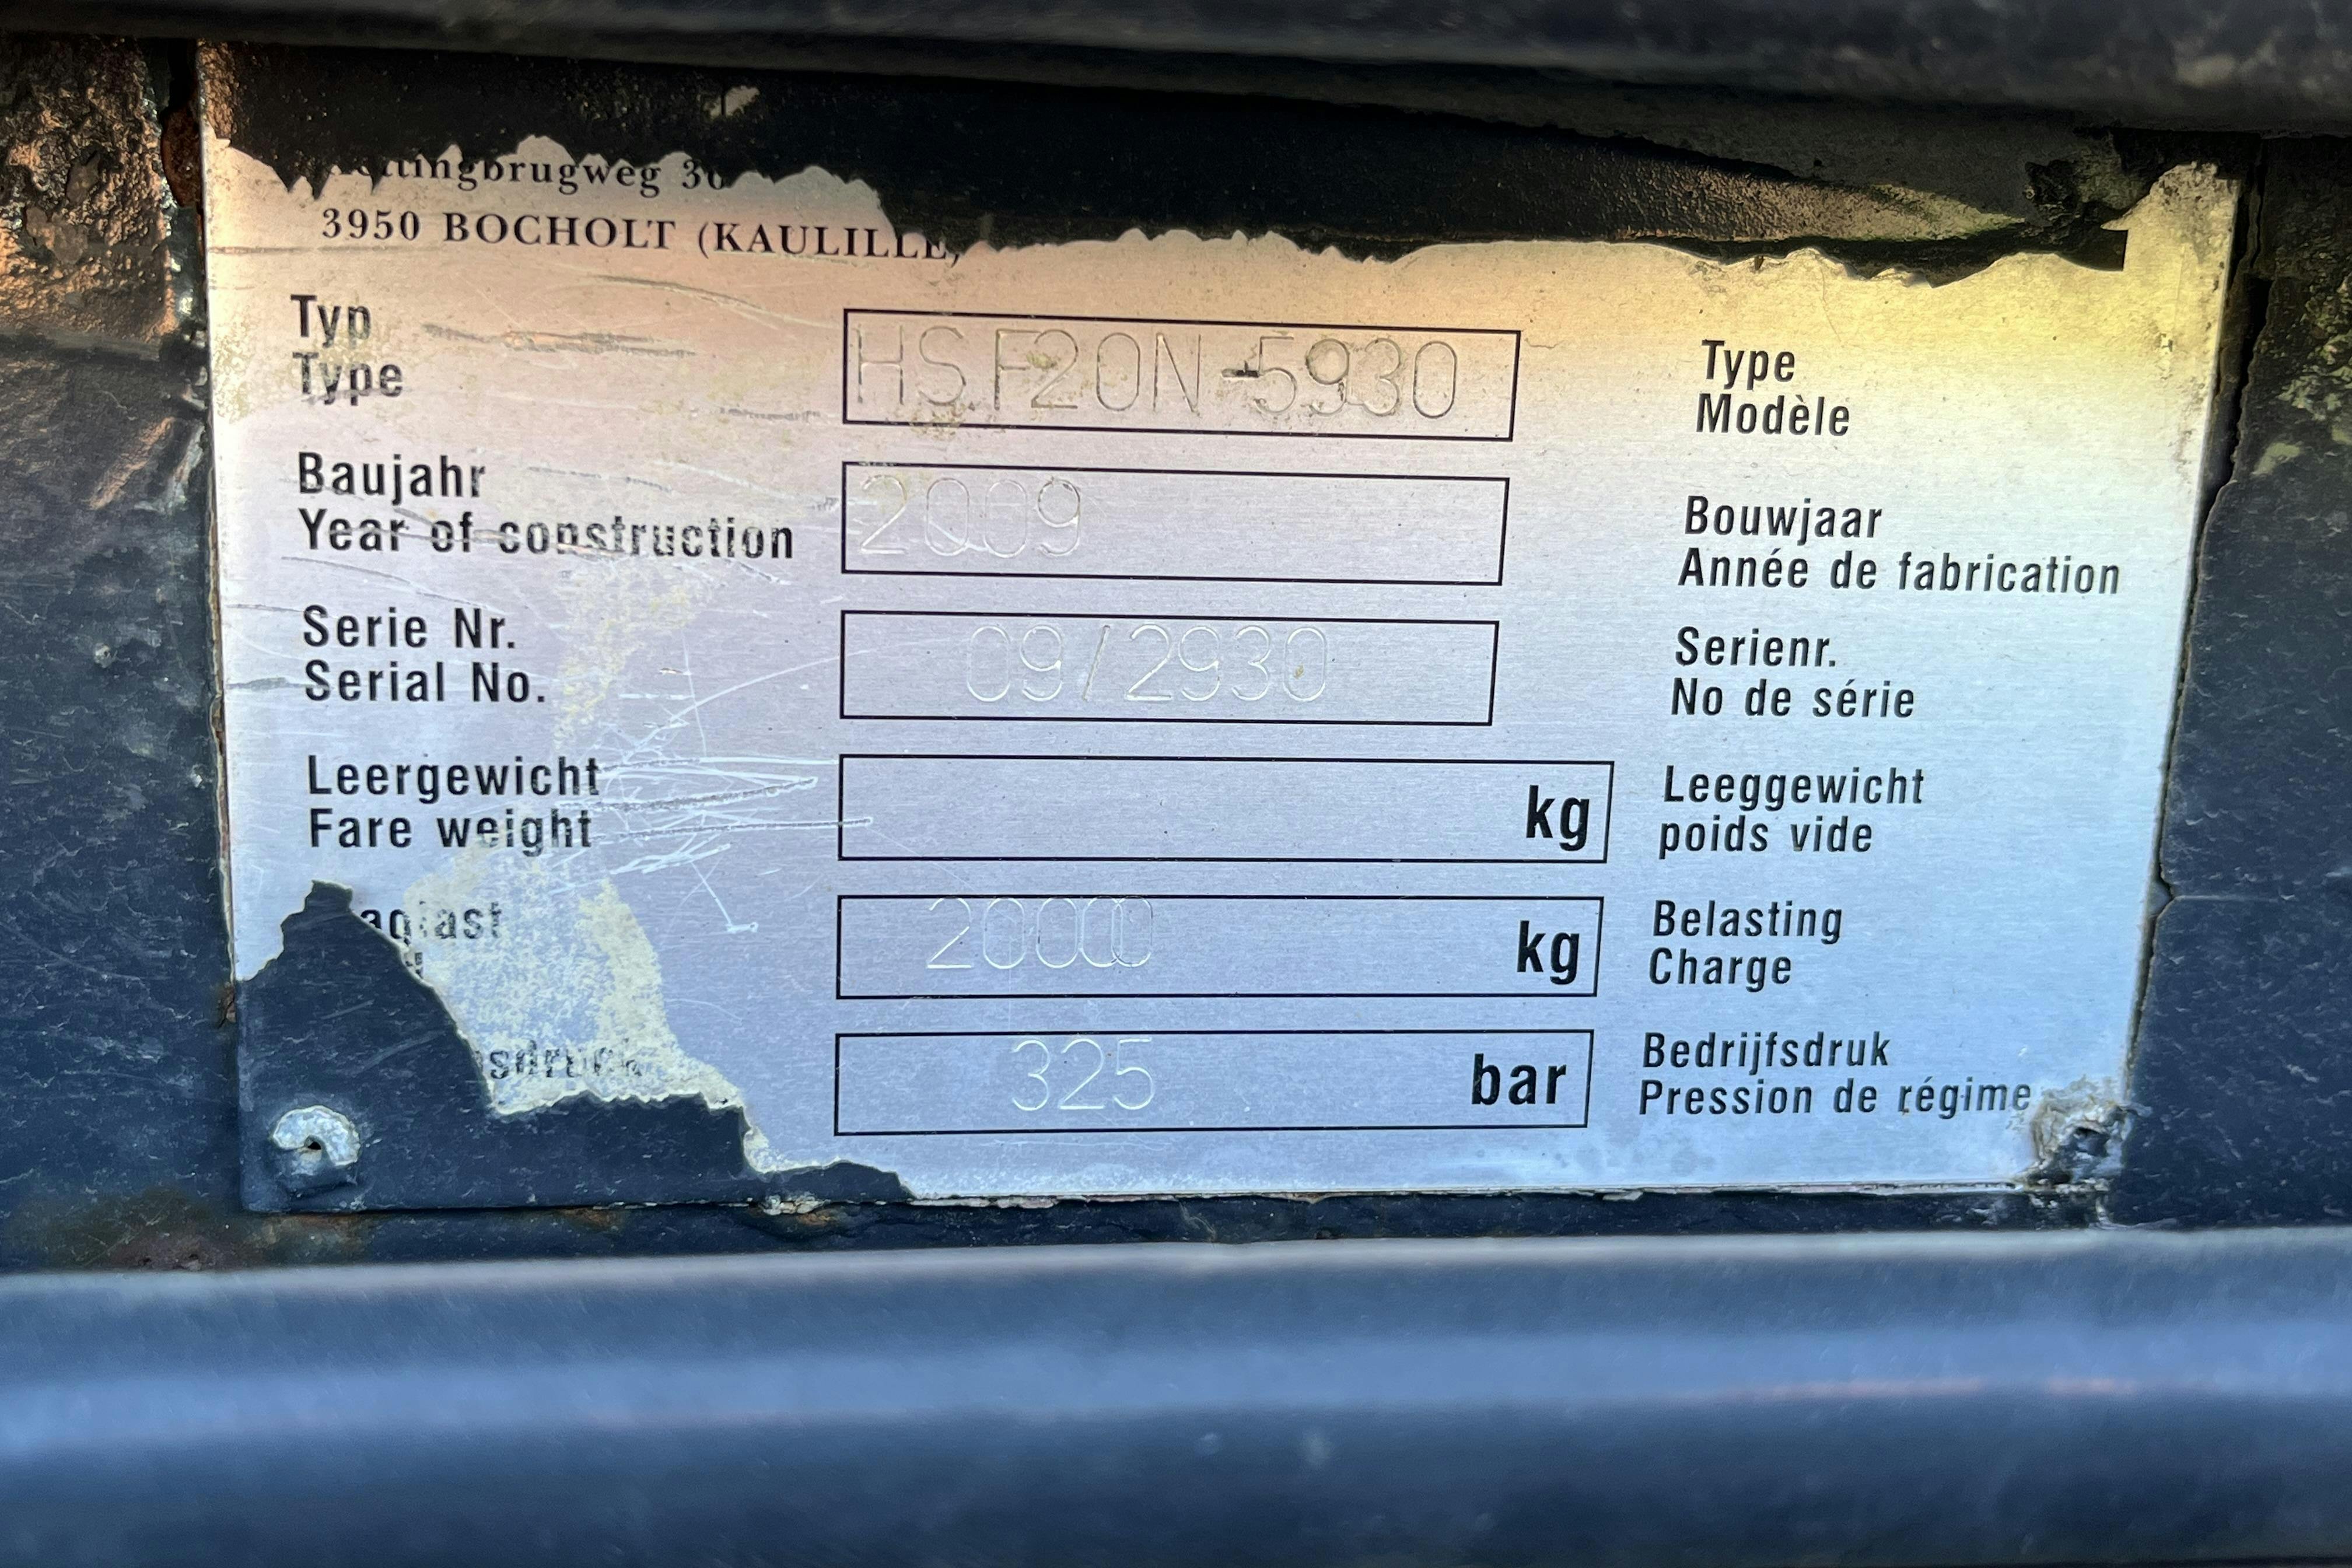 3950 BOCHOLT (KAULILLE)
Typ
Type
HSF20N-5930
Type
Modèle
Baujahr
Year of construction
2009
Bouwjaar
Année de fabrication
Serie Nr.
Serial No.
09/2930
Serienr.
No de série
Leergewicht
Fare weight
kg
Leeggewicht
poids vide
20000
kg
Belasting
Charge
325
bar
Bedrijfsdruk
Pression de régime